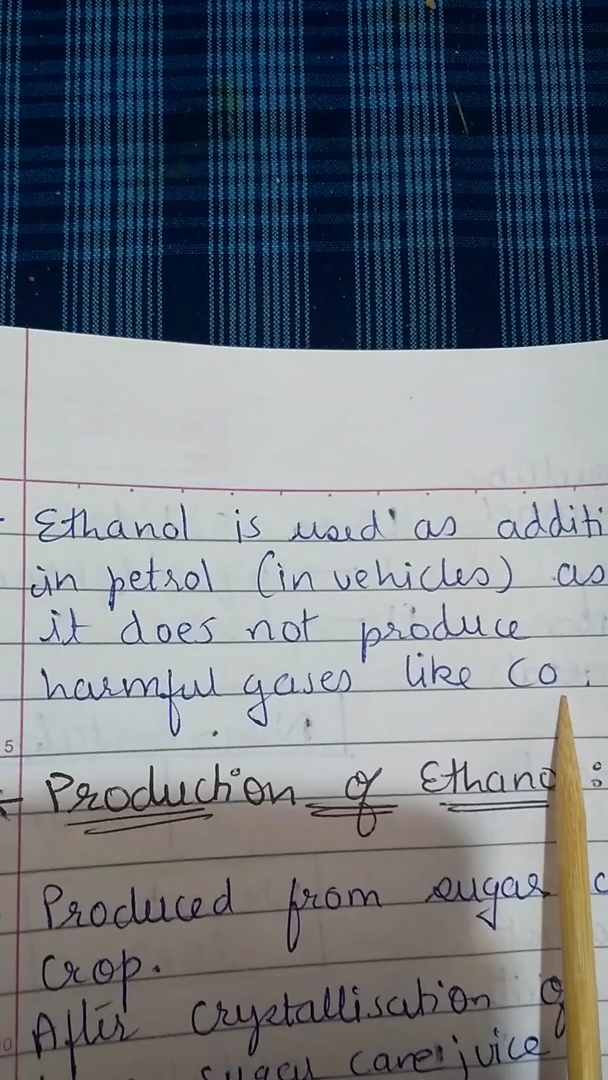 Ethanol is used as additi
in petrol (in vehicles) as
it does not produce
harmful gases like CO.
5
Production of Ethano :
Produced from sugar c
crop.
After crystallisation o
sugar cane juice